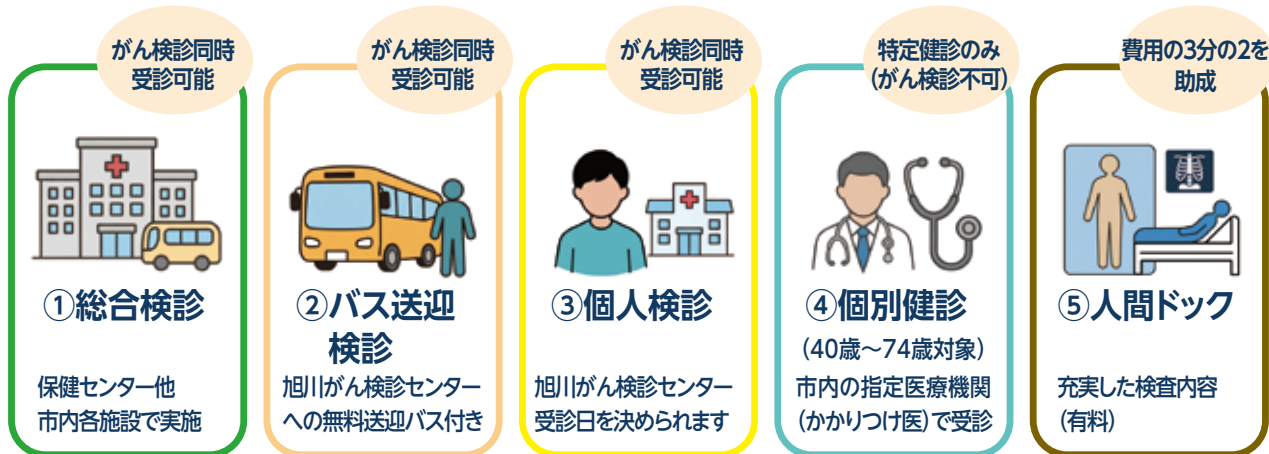 がん検診同時
受診可能
①総合検診
保健センター他
市内各施設で実施
がん検診同時
受診可能
②バス送迎
検診
旭川がん検診センター
への無料送迎バス付き
がん検診同時
受診可能
③個人検診
旭川がん検診センター
受診日を決められます
特定健診のみ
(がん検診不可)
④個別健診
(40歳～74歳対象)
市内の指定医療機関
(かかりつけ医)で受診
費用の3分の2を
助成
⑤人間ドック
充実した検査内容
(有料)